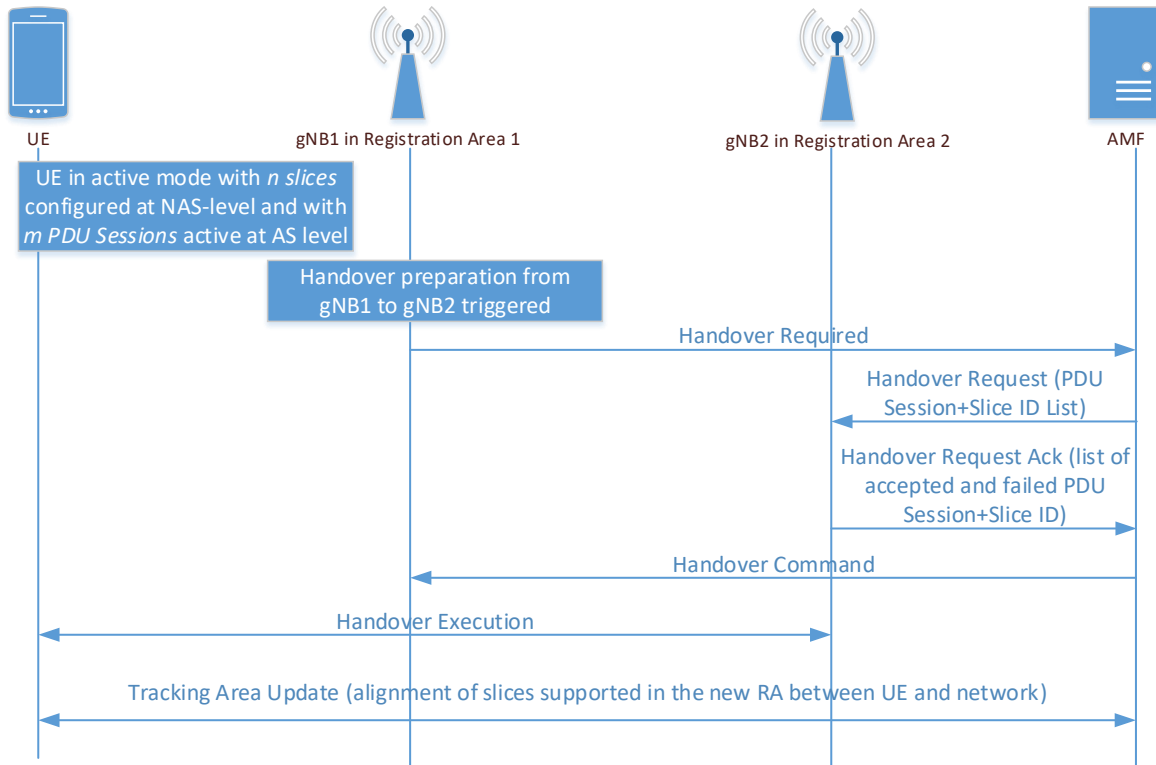 UE
gNB1 in Registration Area 1
gNB2 in Registration Area 2
AMF
UE in active mode with n slices
configured at NAS-level and with
m PDU Sessions active at AS level
Handover preparation from
gNB1 to gNB2 triggered
Handover Required
Handover Request (PDU
Session+Slice ID List)
Handover Request Ack (list of
accepted and failed PDU
Session+Slice ID)
Handover Command
Handover Execution
Tracking Area Update (alignment of slices supported in the new RA between UE and network)